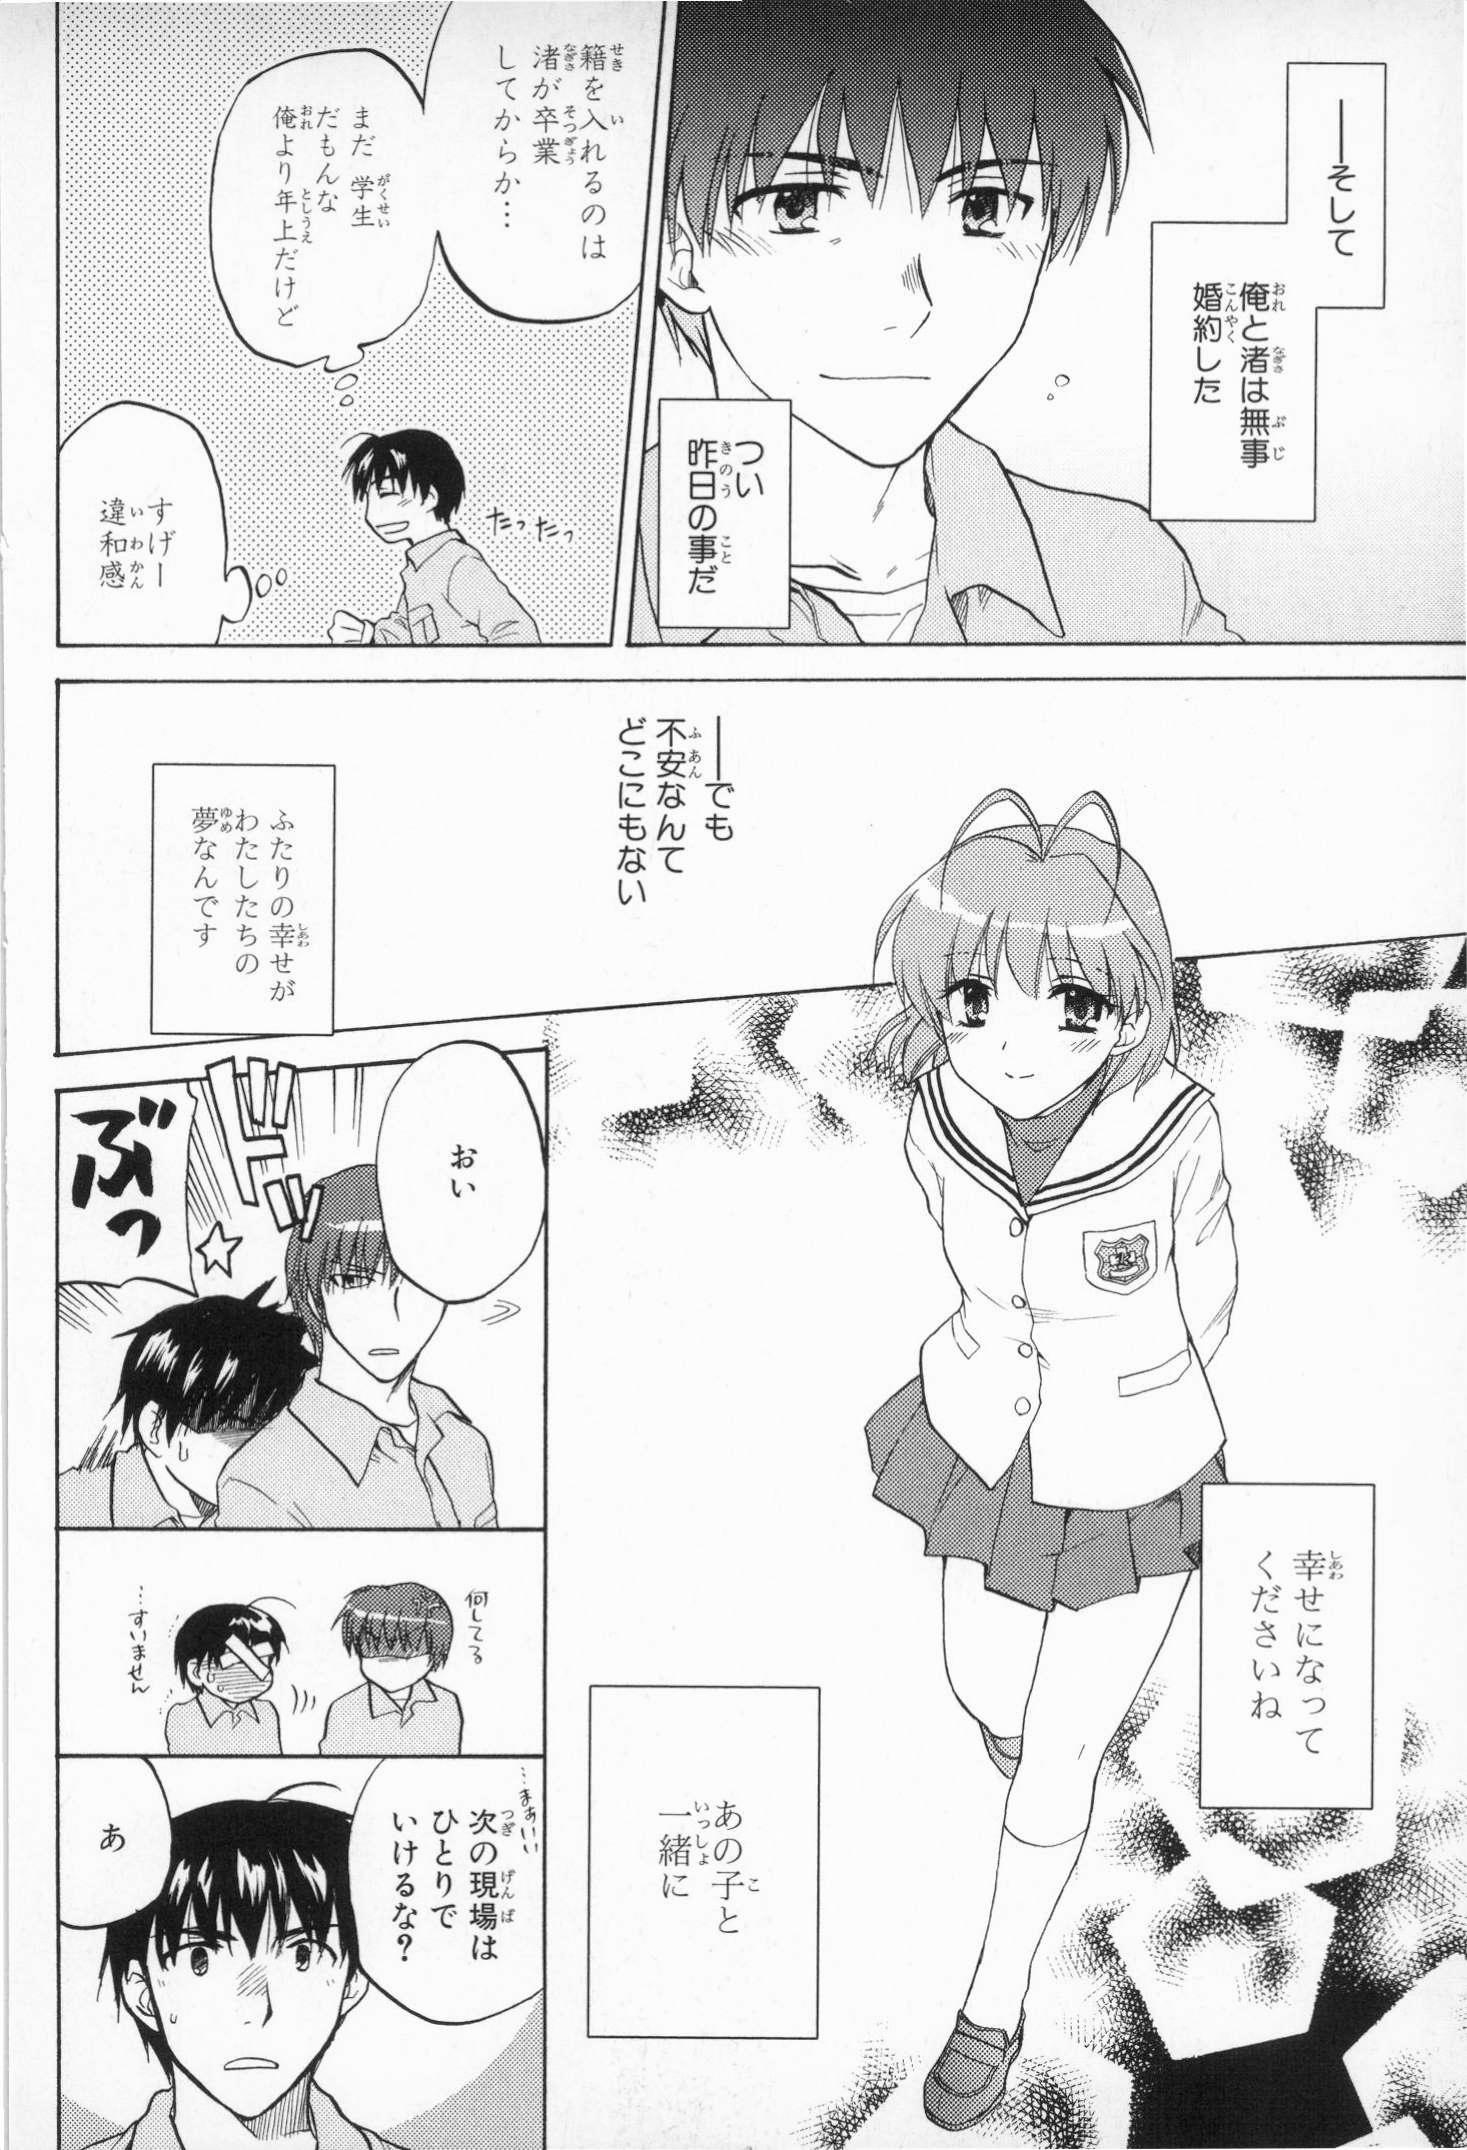 ――そして
俺と渚は無事
婚約した
つい
昨日の事だ
籍を入れるのは
渚が卒業
してからか…
まだ 学生
だもんな
俺より年上だけど
たったったっ
すげー
違和感
――でも
不安なんて
どこにもない
幸せになって
くださいね
あの子と
一緒に
ふたりの幸せが
わたしたちの
夢なんです
おい
ドドドッ
ぶっ
何してる
…すいません
…まぁいい
次の現場は
ひとりで
いけるな?
あ